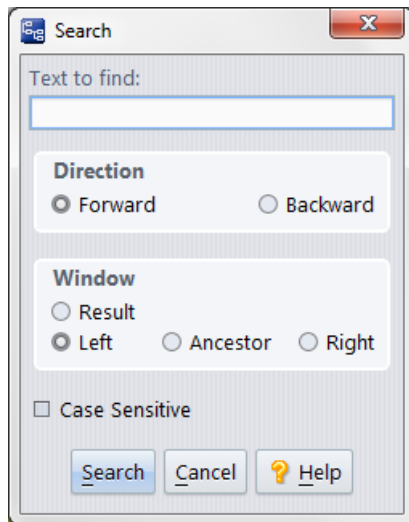 Search
Text to find:
Direction
Forward Backward
Window
Result
Left Ancestor Right
Case Sensitive
Search Cancel Help